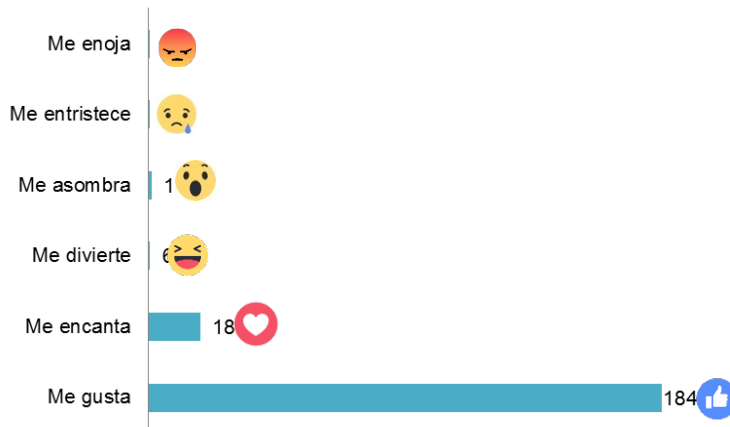 Me enoja
Me entristece
Me asombra 1
Me divierte 6
Me encanta 18
Me gusta 184